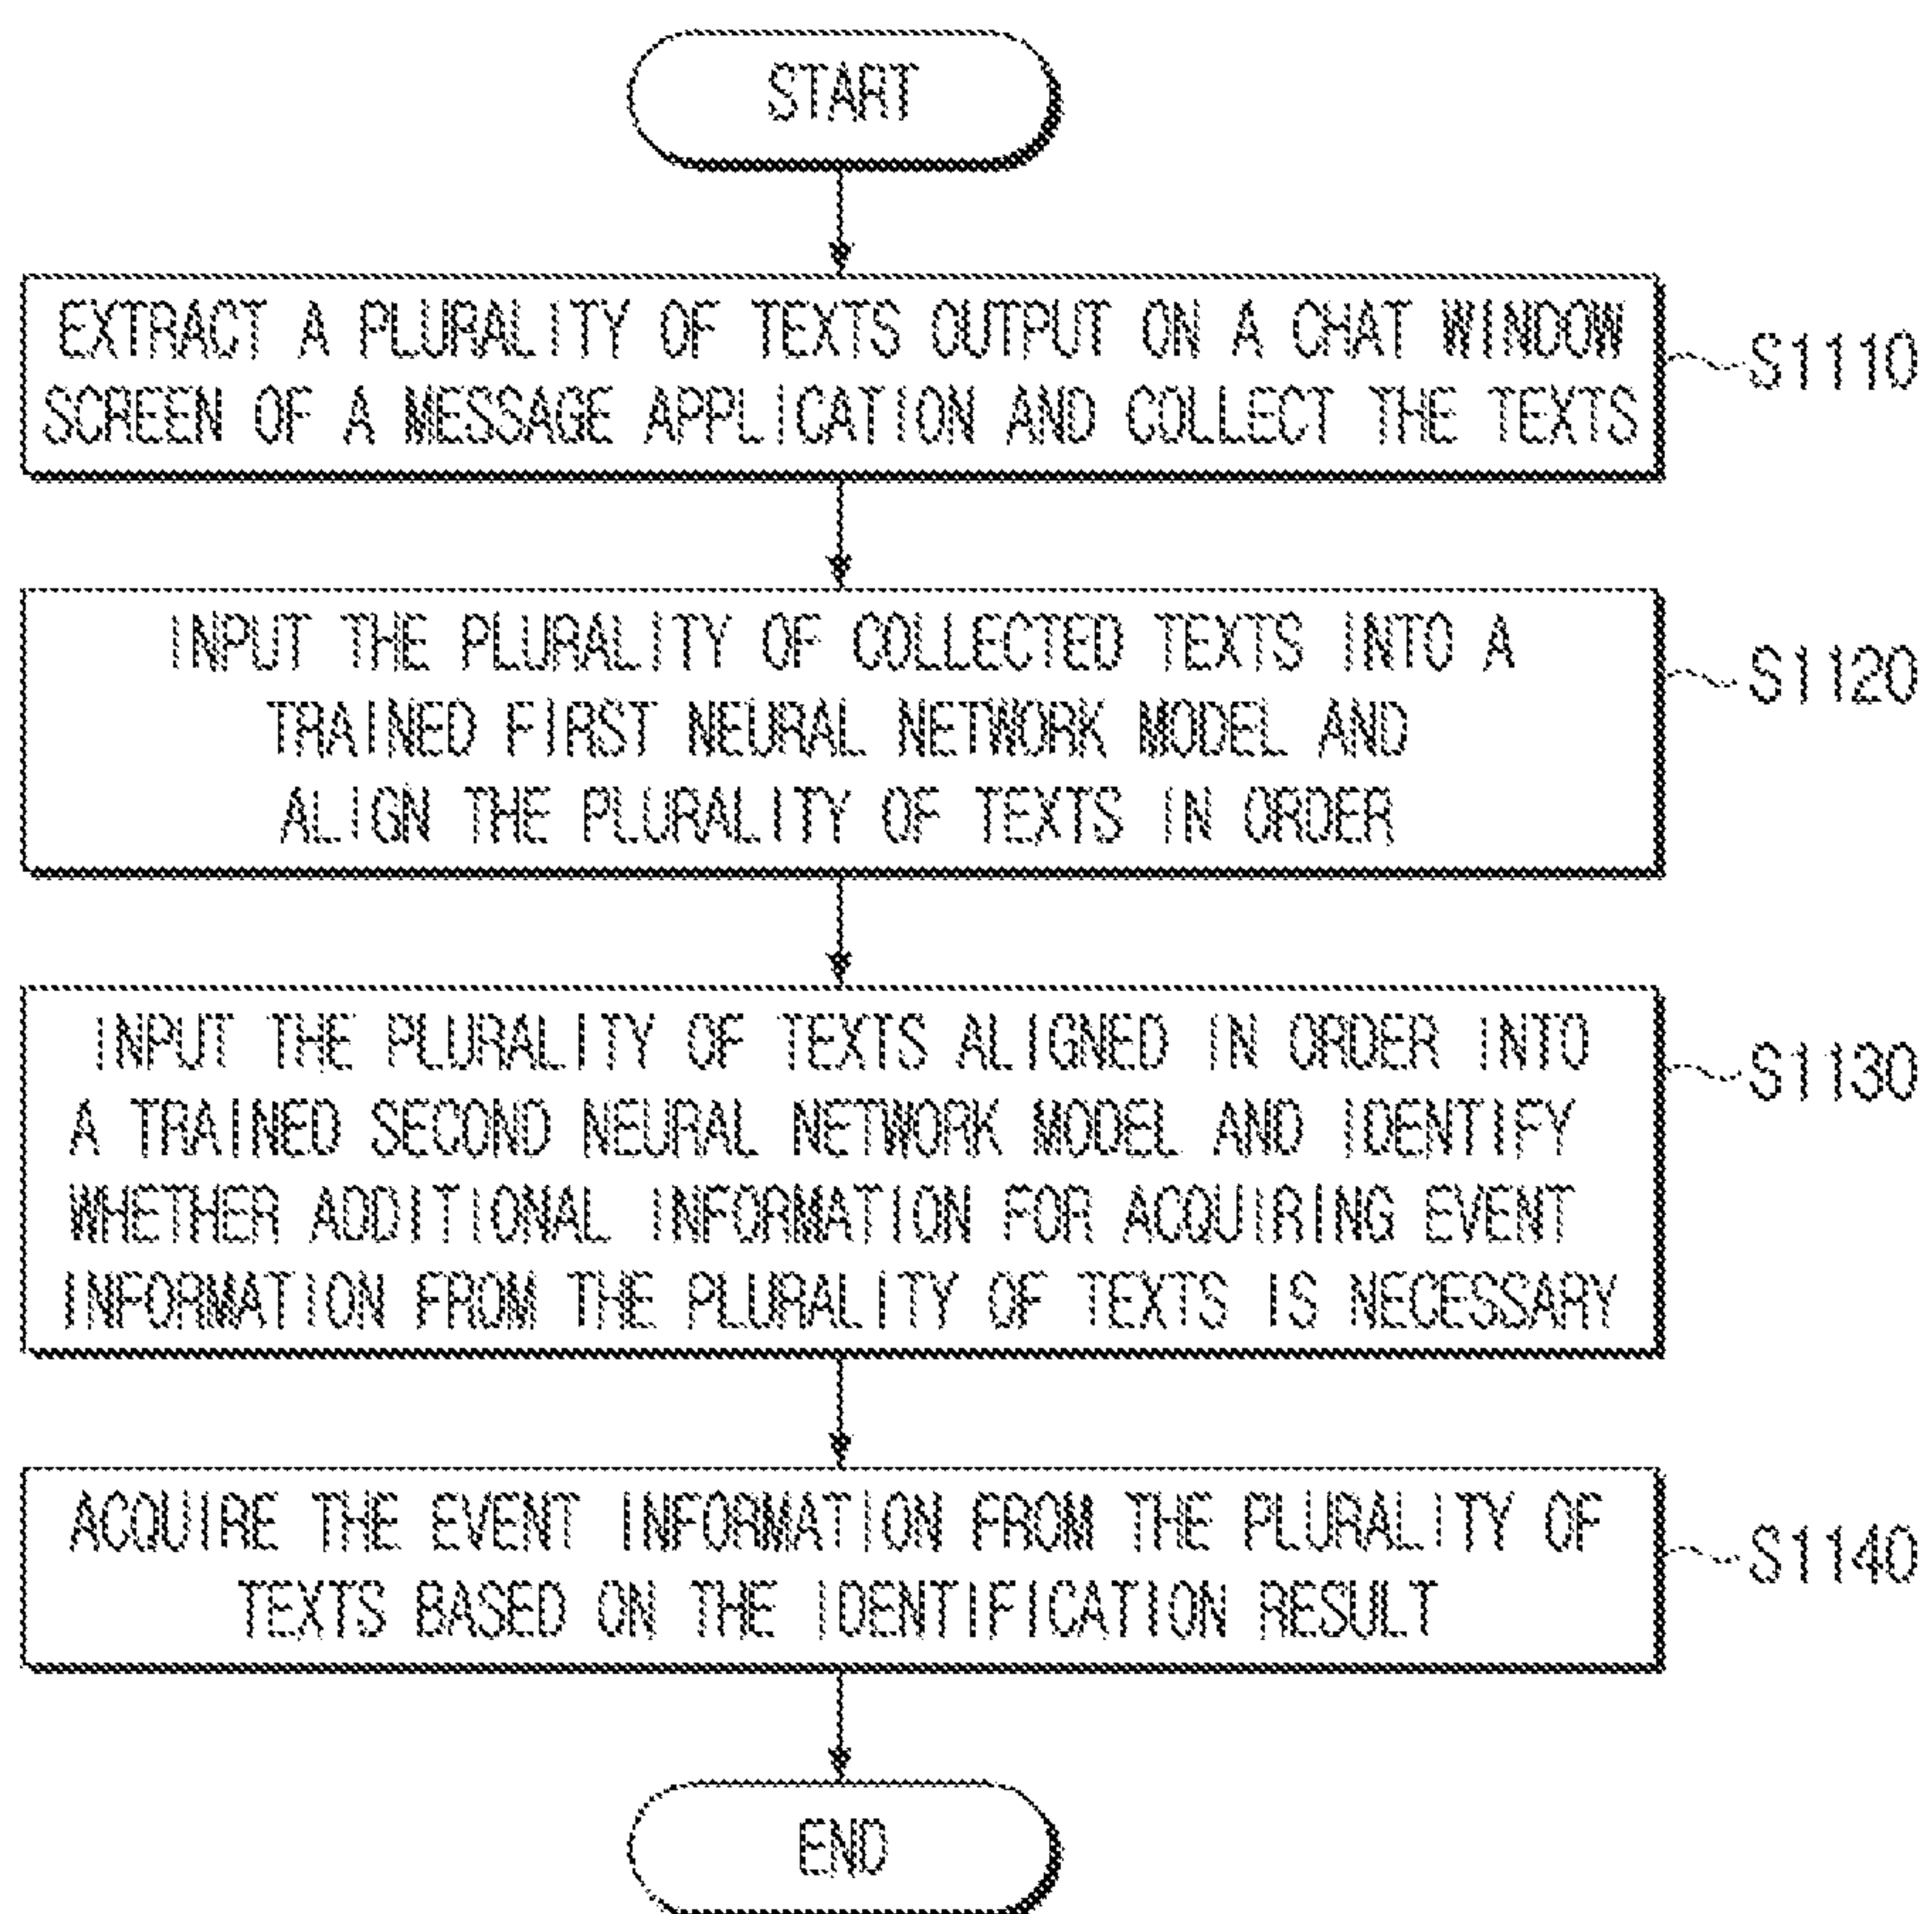 START
EXTRACT A PLURALITY OF TEXTS OUTPUT ON A CHAT WINDOW
SCREEN OF A MESSAGE APPLICATION AND COLLECT THE TEXTS
S1110
INPUT THE PLURALITY OF COLLECTED TEXTS INTO A
TRAINED FIRST NEURAL NETWORK MODEL AND
ALIGN THE PLURALITY OF TEXTS IN ORDER
S1120
INPUT THE PLURALITY OF TEXTS ALIGNED IN ORDER INTO
A TRAINED SECOND NEURAL NETWORK MODEL AND IDENTIFY
WHETHER ADDITIONAL INFORMATION FOR ACQUIRING EVENT
INFORMATION FROM THE PLURALITY OF TEXTS IS NECESSARY
S1130
ACQUIRE THE EVENT INFORMATION FROM THE PLURALITY OF
TEXTS BASED ON THE IDENTIFICATION RESULT
S1140
END